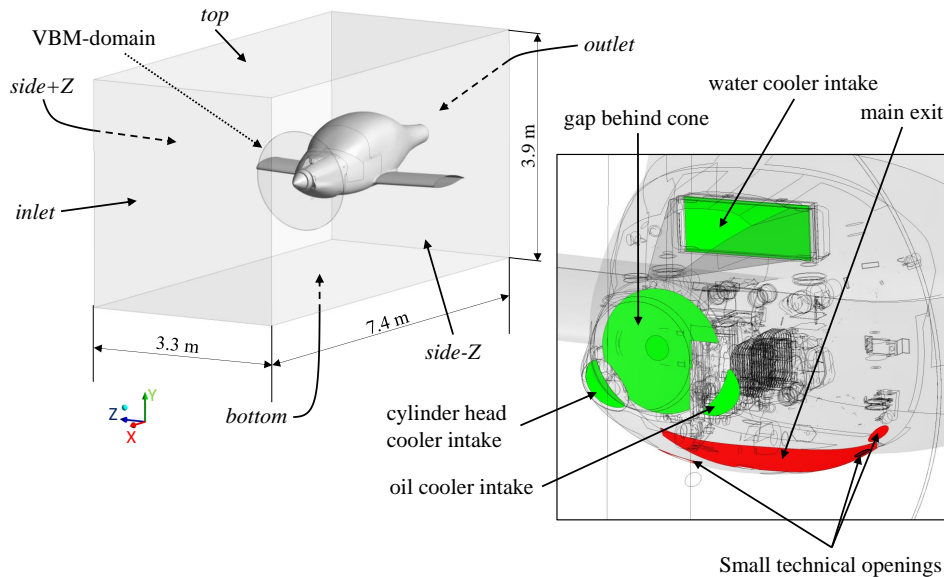 top
VBM-domain
outlet
side+Z
inlet
3.9 m
7.4 m
3.3 m
side-Z
bottom
Y
Z
X
water cooler intake
main exit
gap behind cone
cylinder head
cooler intake
oil cooler intake
Small technical openings